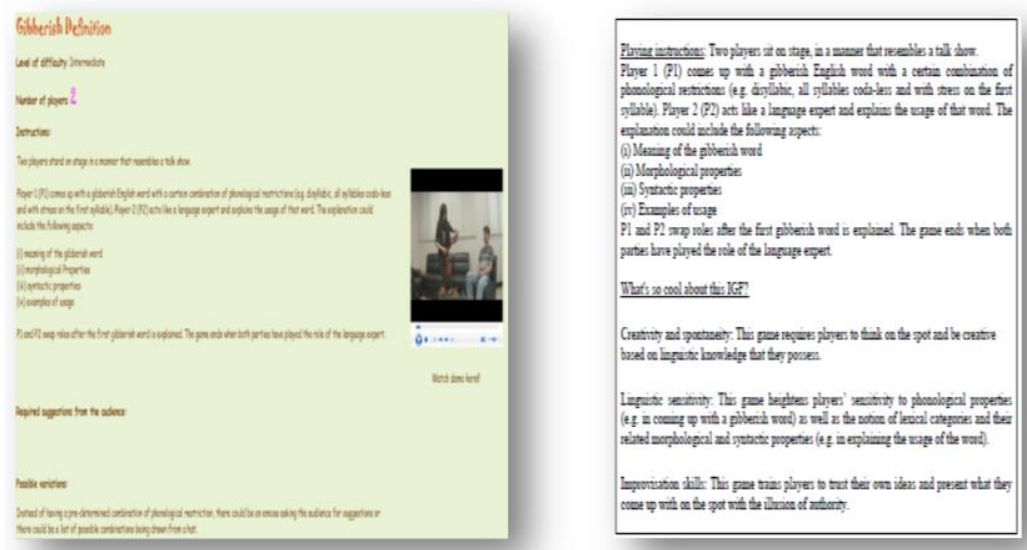 Gibberish Definition
Level of difficulty: Intermediate
Number of players: 2
Instructions:
Two players stand on stage in a manner that resembles a talk show.
Player 1 (P1) comes up with a gibberish English word with a certain combination of phonological restrictions (e.g. disyllabic, all syllables coda-less
and with stress on the first syllable). Player 2 (P2) acts like a language expert and explains the usage of that word. The explanation could
include the following aspects:
(i) meaning of the gibberish word
(ii) morphological Properties
(iii) syntactic properties
(iv) examples of usage
P1 and P2 swap roles after the first gibberish word is explained. The game ends when both parties have played the role of the language expert.
Watch demo here!
Required suggestions from the audience:
Possible variations:
Instead of having a pre-determined combination of phonological restriction, there could be an emcee asking the audience for suggestions or
there could be a list of possible combinations being drawn from a hat.
Playing instructions: Two players sit on stage, in a manner that resembles a talk show.
Player 1 (P1) comes up with a gibberish English word with a certain combination of
phonological restrictions (e.g. disyllabic, all syllables coda-less and with stress on the first
syllable). Player 2 (P2) acts like a language expert and explains the usage of that word. The
explanation could include the following aspects:
(i) Meaning of the gibberish word
(ii) Morphological properties
(iii) Syntactic properties
(iv) Examples of usage
P1 and P2 swap roles after the first gibberish word is explained. The game ends when both
parties have played the role of the language expert.
What's so cool about this IGF?
Creativity and spontaneity: This game requires players to think on the spot and be creative
based on linguistic knowledge that they possess.
Linguistic sensitivity: This game heightens players' sensitivity to phonological properties
(e.g. in coming up with a gibberish word) as well as the notion of lexical categories and their
related morphological and syntactic properties (e.g. in explaining the usage of the word).
Improvisation skills: This game trains players to trust their own ideas and present what they
come up with on the spot with the illusion of authority.